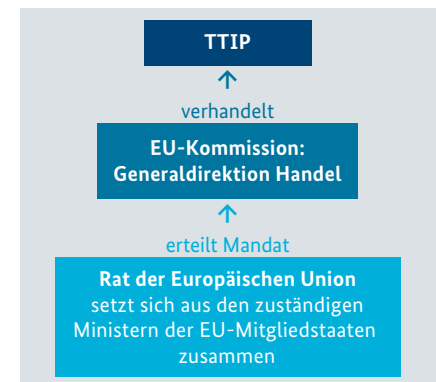 TTIP
verhandelt
EU-Kommission:
Generaldirektion Handel
erteilt Mandat
Rat der Europäischen Union
setzt sich aus den zuständigen
Ministern der EU-Mitgliedstaaten
zusammen